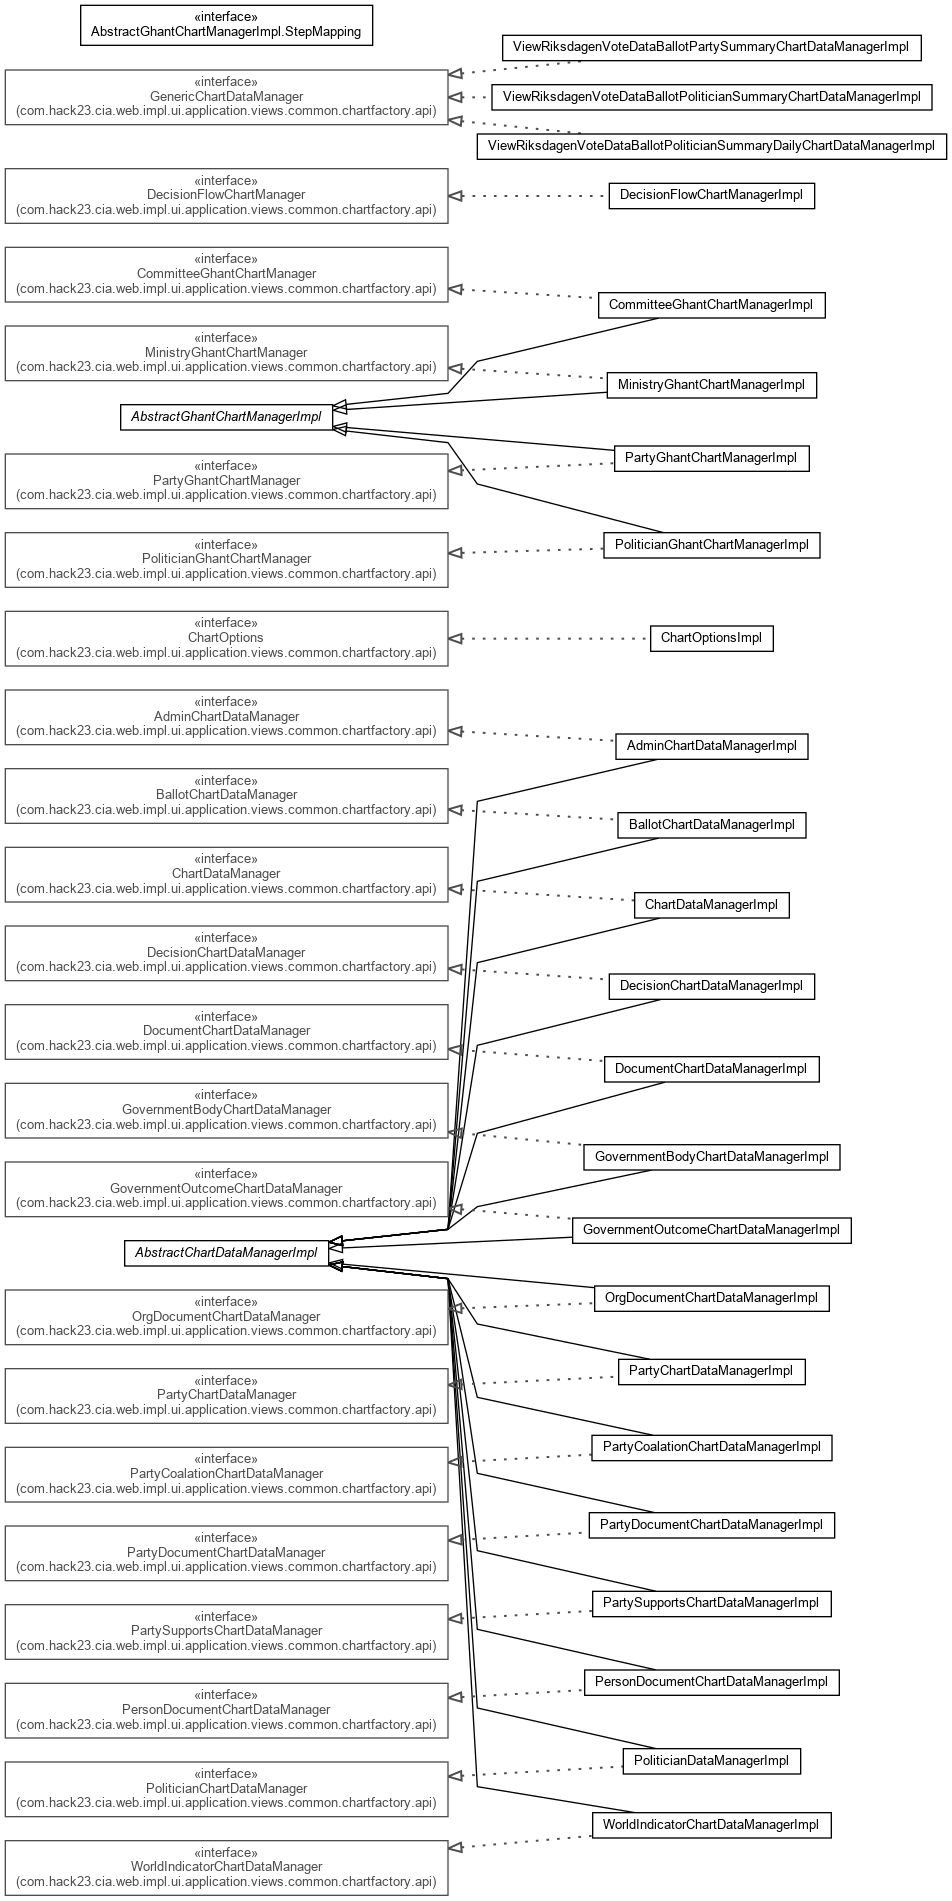 «interface»
AbstractGhantChartManagerImpl.StepMapping
ViewRiksdagenVoteDataBallotPartySummaryChartDataManagerImpl
«interface»
GenericChartDataManager
(com.hack23.cia.web.impl.ui.application.views.common.chartfactory.api)
ViewRiksdagenVoteDataBallotPoliticianSummaryChartDataManagerImpl
ViewRiksdagenVoteDataBallotPoliticianSummaryDailyChartDataManagerImpl
«interface»
DecisionFlowChartManager
(com.hack23.cia.web.impl.ui.application.views.common.chartfactory.api)
DecisionFlowChartManagerImpl
«interface»
CommitteeGhantChartManager
(com.hack23.cia.web.impl.ui.application.views.common.chartfactory.api)
CommitteeGhantChartManagerImpl
«interface»
MinistryGhantChartManager
(com.hack23.cia.web.impl.ui.application.views.common.chartfactory.api)
MinistryGhantChartManagerImpl
AbstractGhantChartManagerImpl
«interface»
PartyGhantChartManager
(com.hack23.cia.web.impl.ui.application.views.common.chartfactory.api)
PartyGhantChartManagerImpl
«interface»
PoliticianGhantChartManager
(com.hack23.cia.web.impl.ui.application.views.common.chartfactory.api)
PoliticianGhantChartManagerImpl
«interface»
ChartOptions
(com.hack23.cia.web.impl.ui.application.views.common.chartfactory.api)
ChartOptionsImpl
«interface»
AdminChartDataManager
(com.hack23.cia.web.impl.ui.application.views.common.chartfactory.api)
AdminChartDataManagerImpl
«interface»
BallotChartDataManager
(com.hack23.cia.web.impl.ui.application.views.common.chartfactory.api)
BallotChartDataManagerImpl
«interface»
ChartDataManager
(com.hack23.cia.web.impl.ui.application.views.common.chartfactory.api)
ChartDataManagerImpl
«interface»
DecisionChartDataManager
(com.hack23.cia.web.impl.ui.application.views.common.chartfactory.api)
DecisionChartDataManagerImpl
«interface»
DocumentChartDataManager
(com.hack23.cia.web.impl.ui.application.views.common.chartfactory.api)
DocumentChartDataManagerImpl
«interface»
GovernmentBodyChartDataManager
(com.hack23.cia.web.impl.ui.application.views.common.chartfactory.api)
GovernmentBodyChartDataManagerImpl
«interface»
GovernmentOutcomeChartDataManager
(com.hack23.cia.web.impl.ui.application.views.common.chartfactory.api)
GovernmentOutcomeChartDataManagerImpl
AbstractChartDataManagerImpl
«interface»
OrgDocumentChartDataManager
(com.hack23.cia.web.impl.ui.application.views.common.chartfactory.api)
OrgDocumentChartDataManagerImpl
«interface»
PartyChartDataManager
(com.hack23.cia.web.impl.ui.application.views.common.chartfactory.api)
PartyChartDataManagerImpl
«interface»
PartyCoalationChartDataManager
(com.hack23.cia.web.impl.ui.application.views.common.chartfactory.api)
PartyCoalationChartDataManagerImpl
«interface»
PartyDocumentChartDataManager
(com.hack23.cia.web.impl.ui.application.views.common.chartfactory.api)
PartyDocumentChartDataManagerImpl
«interface»
PartySupportsChartDataManager
(com.hack23.cia.web.impl.ui.application.views.common.chartfactory.api)
PartySupportsChartDataManagerImpl
«interface»
PersonDocumentChartDataManager
(com.hack23.cia.web.impl.ui.application.views.common.chartfactory.api)
PersonDocumentChartDataManagerImpl
«interface»
PoliticianChartDataManager
(com.hack23.cia.web.impl.ui.application.views.common.chartfactory.api)
PoliticianDataManagerImpl
«interface»
WorldIndicatorChartDataManager
(com.hack23.cia.web.impl.ui.application.views.common.chartfactory.api)
WorldIndicatorChartDataManagerImpl